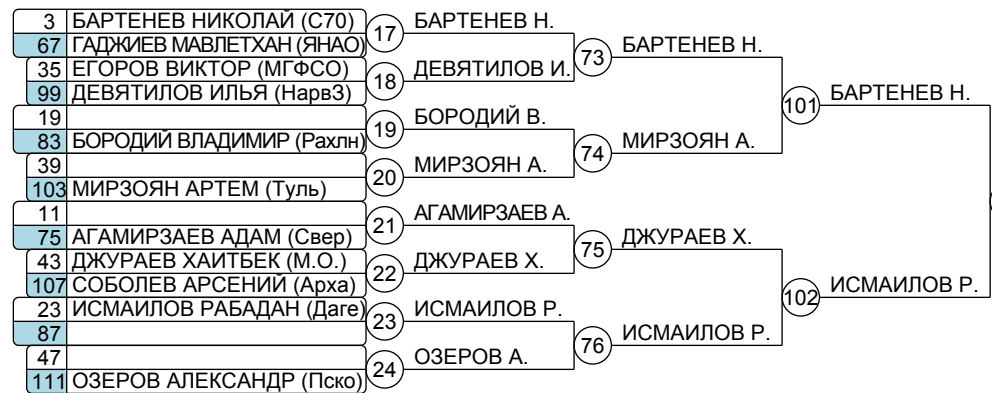 3 БАРТЕНЕВ НИКОЛАЙ (С70)
67 ГАДЖИЕВ МАВЛЕТХАН (ЯНАО)
17 БАРТЕНЕВ Н.
35 ЕГОРОВ ВИКТОР (МГФСО)
99 ДЕВЯТИЛОВ ИЛЬЯ (Нарв3)
18 ДЕВЯТИЛОВ И.
19
83 БОРОДИЙ ВЛАДИМИР (Рахлн)
19 БОРОДИЙ В.
39
103 МИРЗОЯН АРТЕМ (Туль)
20 МИРЗОЯН А.
11
75 АГАМИРЗАЕВ АДАМ (Свер)
21 АГАМИРЗАЕВ А.
43 ДЖУРАЕВ ХАИТБЕК (М.О.)
107 СОБОЛЕВ АРСЕНИЙ (Арха)
22 ДЖУРАЕВ Х.
23 ИСМАИЛОВ РАБАДАН (Даге)
87
23 ИСМАИЛОВ Р.
47
111 ОЗЕРОВ АЛЕКСАНДР (Пско)
24 ОЗЕРОВ А.
73 БАРТЕНЕВ Н.
74 МИРЗОЯН А.
75 ДЖУРАЕВ Х.
76 ИСМАИЛОВ Р.
101 БАРТЕНЕВ Н.
102 ИСМАИЛОВ Р.